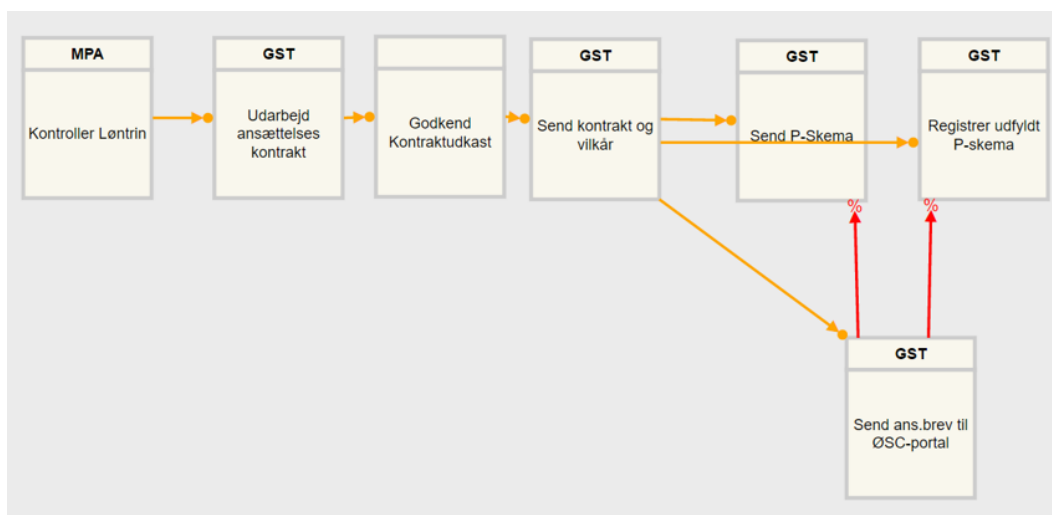 MPA
Kontroller Løntrin
GST
Udarbejd
ansættelses
kontrakt
Godkend
Kontraktudkast
GST
Send kontrakt og
vilkår
GST
Send P-Skema
%
GST
Registrer udfyldt
P-skema
%
GST
Send ans.brev til
ØSC-portal